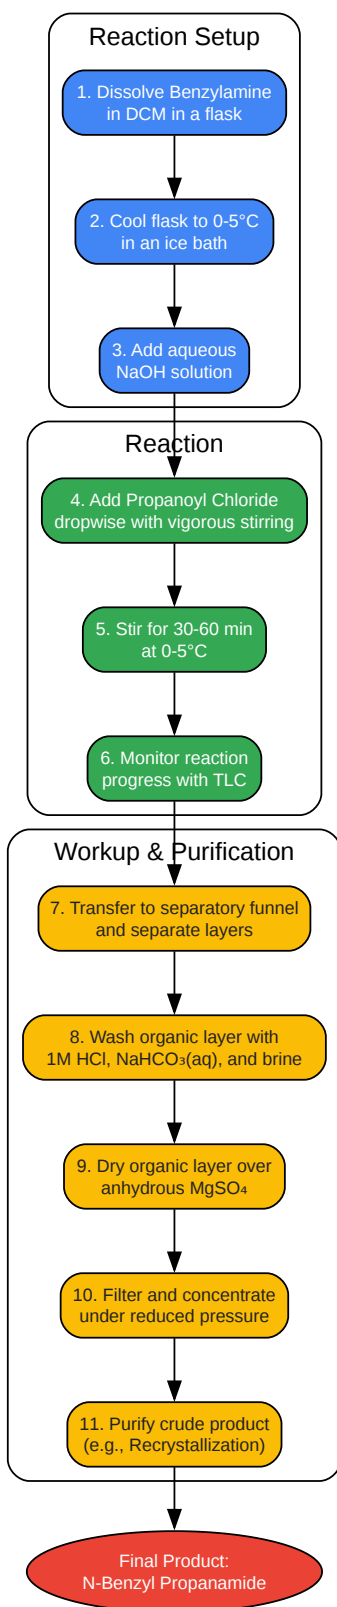 Reaction Setup
1. Dissolve Benzylamine
in DCM in a flask
2. Cool flask to 0-5°C
in an ice bath
3. Add aqueous
NaOH solution
Reaction
4. Add Propanoyl Chloride
dropwise with vigorous stirring
5. Stir for 30-60 min
at 0-5°C
6. Monitor reaction
progress with TLC
Workup & Purification
7. Transfer to separatory funnel
and separate layers
8. Wash organic layer with
1M HCl, NaHCO₃(aq), and brine
9. Dry organic layer over
anhydrous MgSO₄
10. Filter and concentrate
under reduced pressure
11. Purify crude product
(e.g., Recrystallization)
Final Product:
N-Benzyl Propanamide